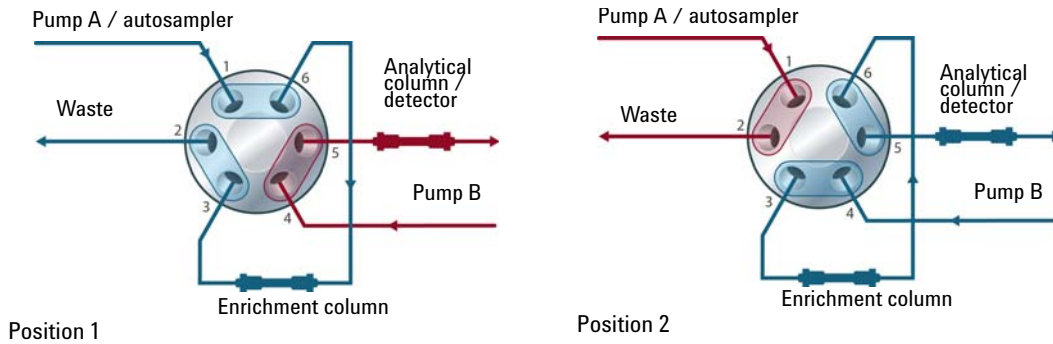 Pump A / autosampler
1
6
Analytical
column /
detector
Waste
2
5
Pump B
3
4
Enrichment column
Position 1
Pump A / autosampler
1
6
Analytical
column /
detector
Waste
2
5
Pump B
3
4
Enrichment column
Position 2